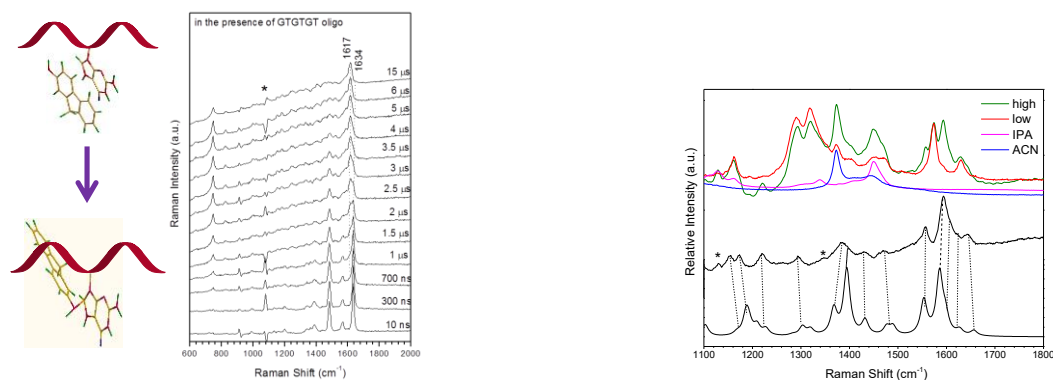 in the presence of GTGTGT oligo
1617
1634
*
15 µs
6 µs
5 µs
4 µs
3.5 µs
3 µs
2.5 µs
2 µs
1.5 µs
1 µs
700 ns
300 ns
10 ns
Raman Intensity (a.u.)
600 800 1000 1200 1400 1600 1800 2000
Raman Shift (cm⁻¹)
high
low
IPA
ACN
* *
Relative Intensity (a.u.)
1100 1200 1300 1400 1500 1600 1700 1800
Raman Shift (cm⁻¹)